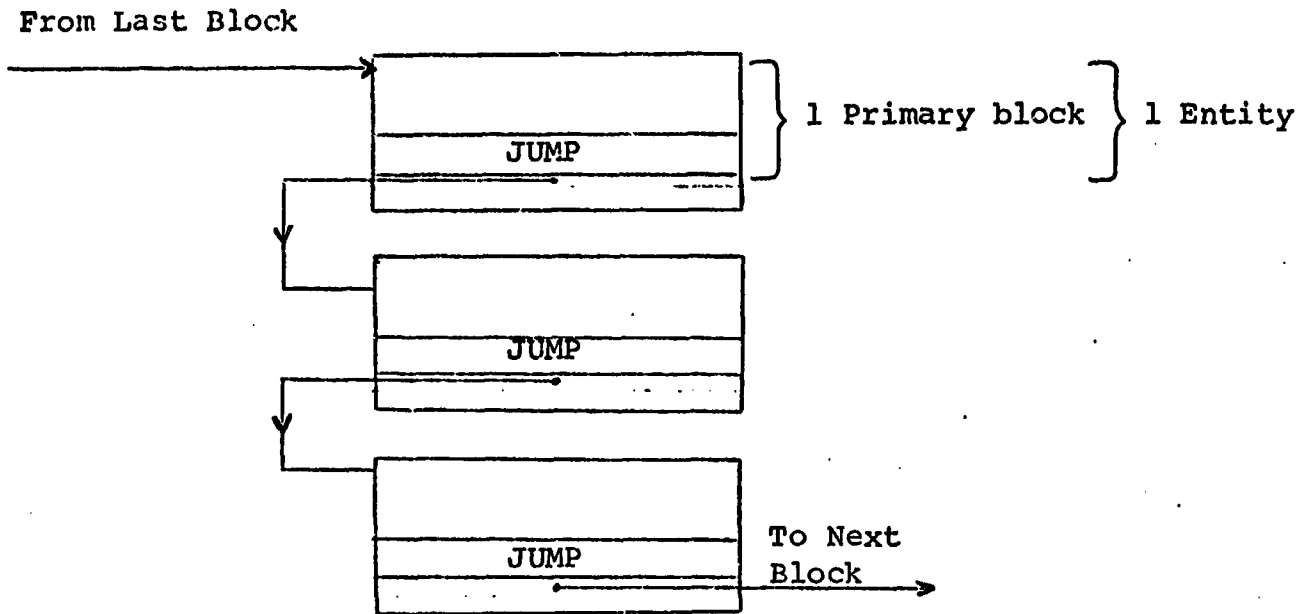 From Last Block
1 Primary block
1 Entity
JUMP
JUMP
JUMP
To Next
Block